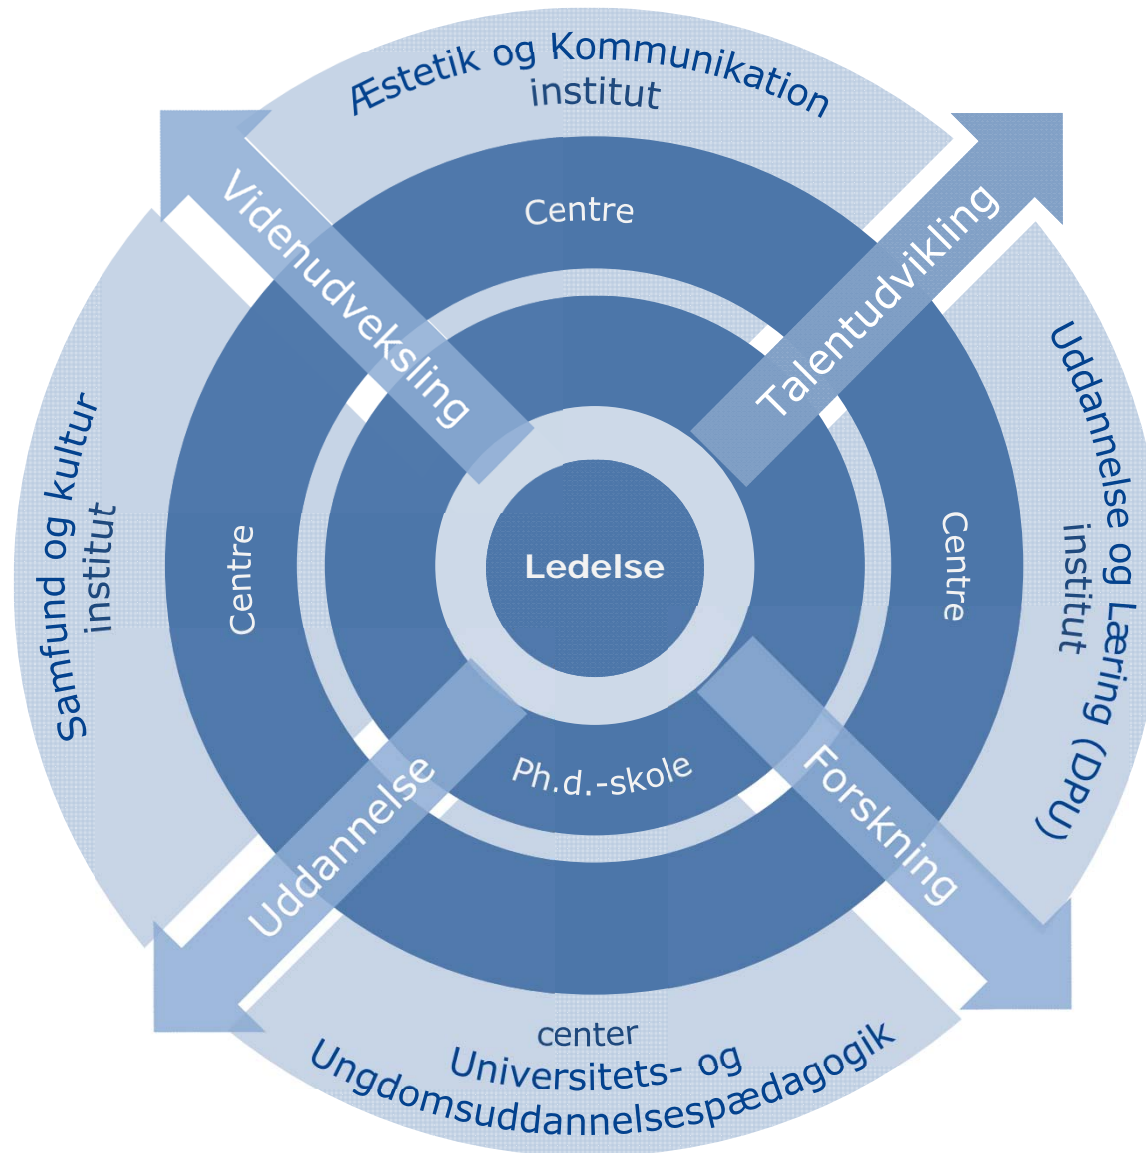 Æstetik og Kommunikation
institut
Centre
Videnudveksling
Talentudvikling
Samfund og kultur
institut
Centre
Ledelse
Centre
Uddannelse og Læring (DPU)
institut
Ph.d.-skole
Uddannelse
Forskning
center
Universitets- og
Ungdomsuddannelsespædagogik